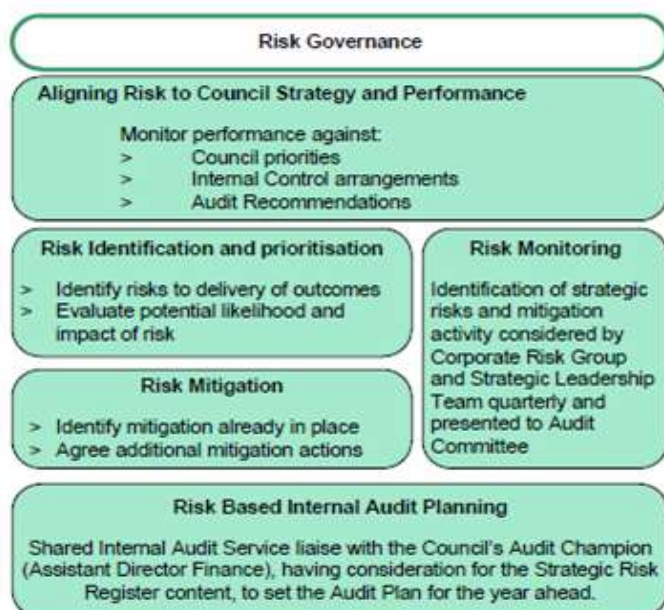 Risk Governance
Aligning Risk to Council Strategy and Performance
Monitor performance against:
> Council priorities
> Internal Control arrangements
> Audit Recommendations
Risk Identification and prioritisation
> Identify risks to delivery of outcomes
> Evaluate potential likelihood and
impact of risk
Risk Mitigation
> Identify mitigation already in place
> Agree additional mitigation actions
Risk Monitoring
Identification of strategic
risks and mitigation
activity considered by
Corporate Risk Group
and Strategic Leadership
Team quarterly and
presented to Audit
Committee
Risk Based Internal Audit Planning
Shared Internal Audit Service liaise with the Council's Audit Champion
(Assistant Director Finance), having consideration for the Strategic Risk
Register content, to set the Audit Plan for the year ahead.